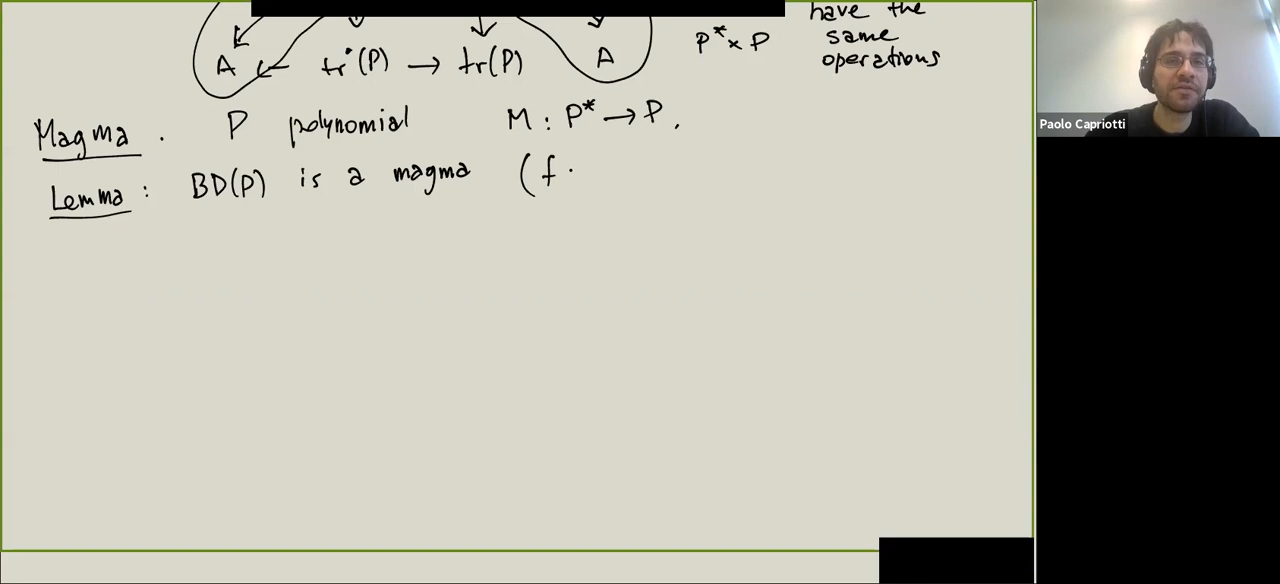 have the
same
operations
P* × P
A ← tr•(P) → tr(P) A
Magma . P polynomial M : P* → P .
Lemma : BD(P) is a magma (f .
Paolo Capriotti